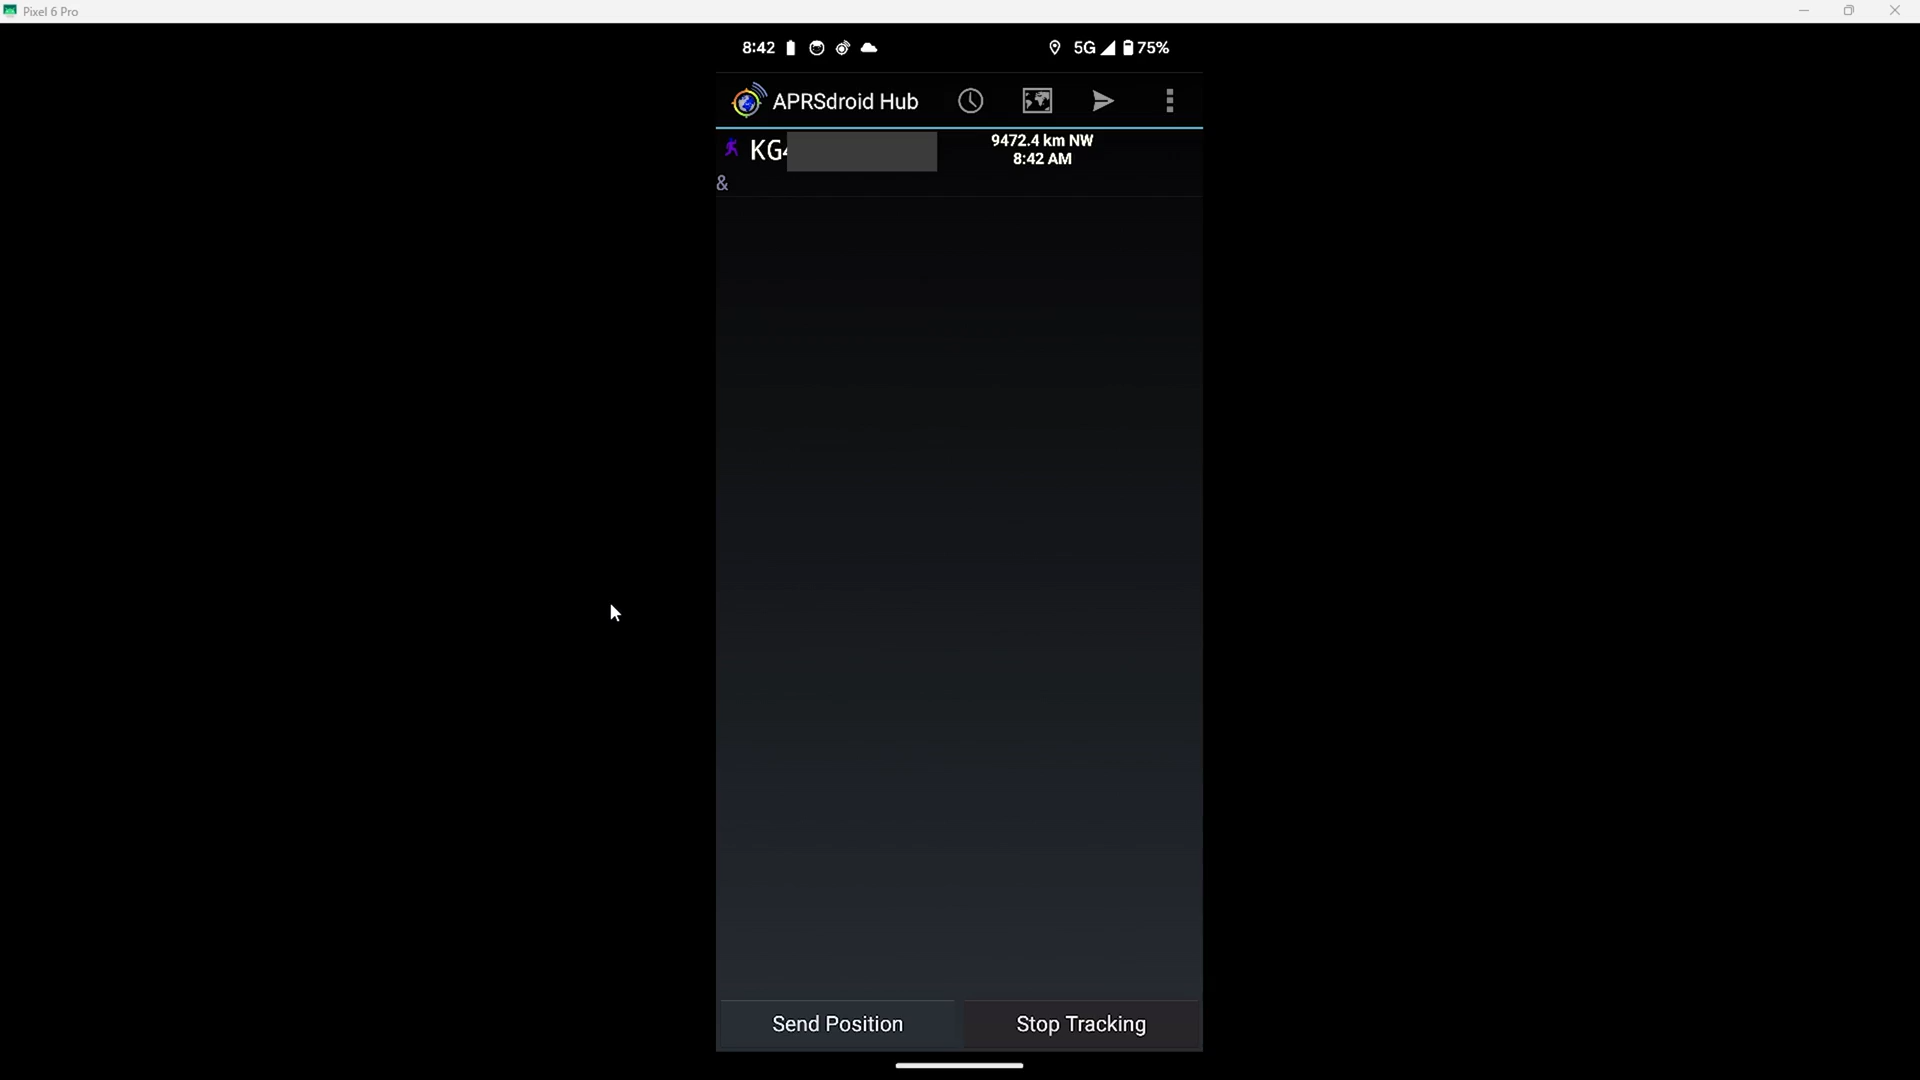 Pixel 6 Pro
8:42 5G 75%
APRSdroid Hub
KG4 9472.4 km NW
8:42 AM
&
Send Position Stop Tracking